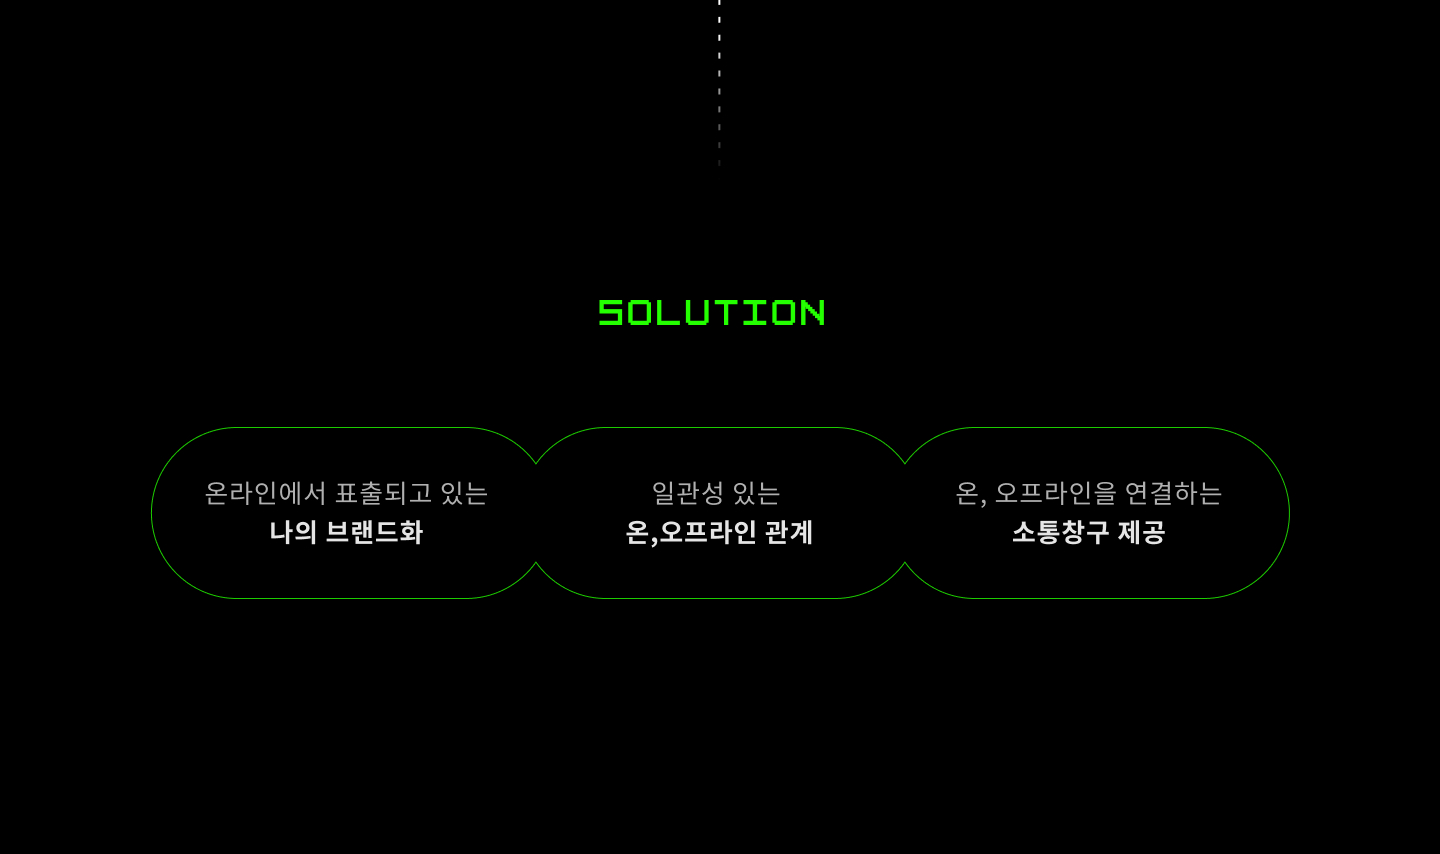 SOLUTION
온라인에서 표출되고 있는
나의 브랜드화
일관성 있는
온,오프라인 관계
온, 오프라인을 연결하는
소통창구 제공